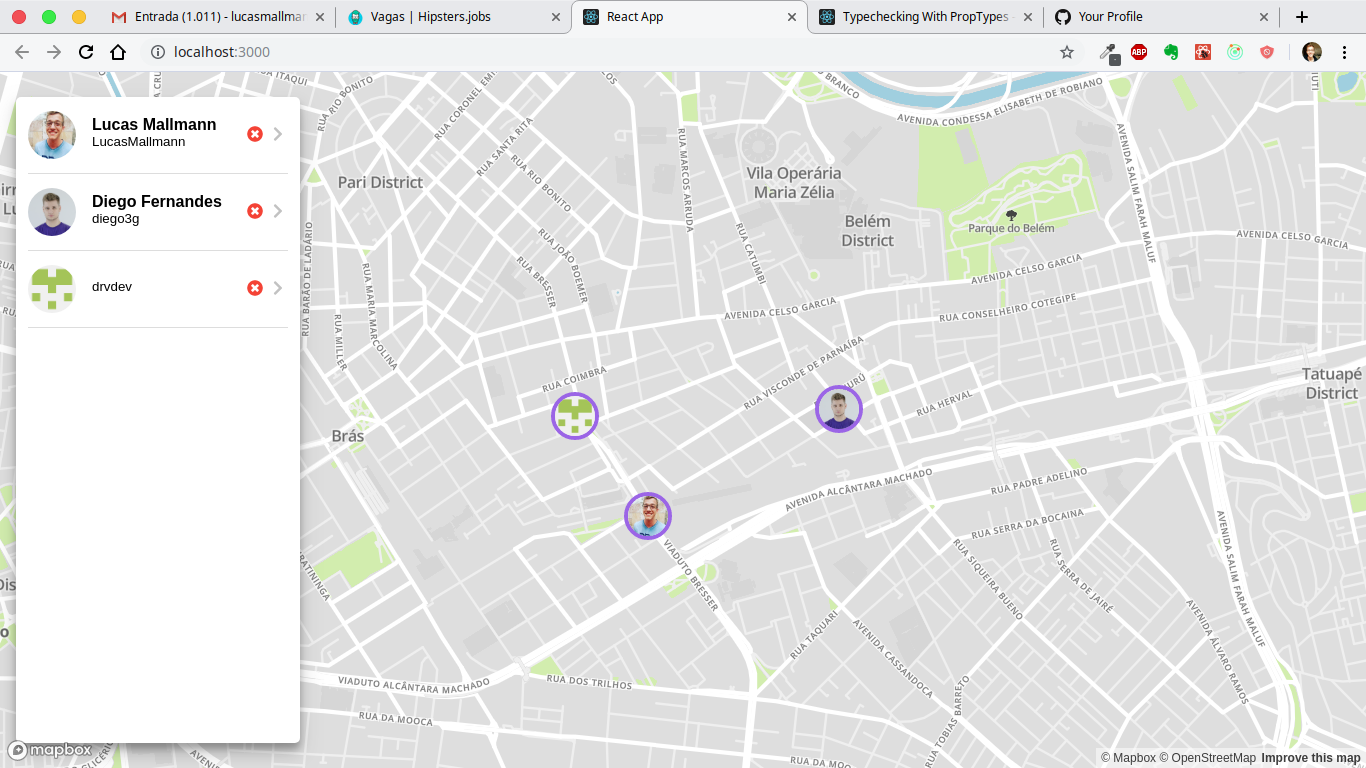 Entrada (1.011) - lucasmallmar
Vagas | Hipsters.jobs
React App
Typechecking With PropTypes -
Your Profile
localhost:3000
ABP
Lucas Mallmann
LucasMallmann
Diego Fernandes
diego3g
drvdev
RUA RIO BONITO
RUA CORONEL EM
RUA SANTA RITA
RUA RIO BONITO
RUA MARCOS ARRUDA
BRANCO
AVENIDA CONDESSA ELISABETH DE ROBIANO
AVENIDA SALIM FARAH MALUF
Pari District
Vila Operária
Maria Zélia
Belém
District
Parque do Belém
AVENIDA CELSO GARCIA
RUA BARÃO DE LADÁRIO
RUA JOÃO BOEMER
RUA BRESSER
RUA CATUMBI
AVENIDA CELSO GARCIA
RUA MARIA MARCOLINA
RUA MILLER
AVENIDA CELSO GARCIA
RUA CONSELHEIRO COTEGIPE
RUA VISCONDE DE PARNAÍBA
RUA COIMBRA
RUA HERVAL
Tatuapé
District
Brás
AVENIDA ALCÂNTARA MACHADO
RUA PADRE ADELINO
RUA SERRA DA BOCAINA
AVENIDA SALIM FARAH MALUF
RATININGA
VIADUTO BRESSER
RUA SIQUEIRA BUENO
RUA SERRA DE JAIRÉ
RUA TAQUARI
AVENIDA CASSANDOCA
AVENIDA ÁLVARO RAMOS
VIADUTO ALCÂNTARA MACHADO
RUA DOS TRILHOS
RUA TOBIAS BARRETO
RUA DA MOOCA
RUA DA MO
mapbox
© Mapbox © OpenStreetMap Improve this map